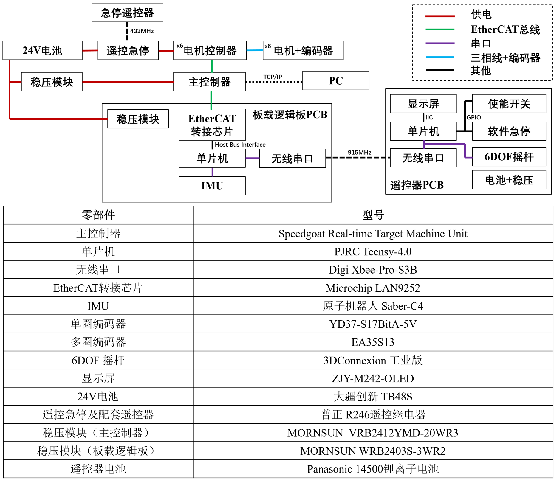 急停遥控器
供电
EtherCAT总线
串口
三相线+编码器
其他
433MHz
24V电池
遥控急停
x6
电机控制器
x6
电机+编码器
稳压模块
主控制器
TCP/IP
PC
稳压模块
EtherCAT
转接芯片
板载逻辑板PCB
Host Bus Interface
单片机
无线串口
IMU
915MHz
显示屏
使能开关
IIC
GPIO
单片机
软件急停
无线串口
6DOF摇杆
遥控器PCB
电池+稳压
零部件 型号
主控制器 Speedgoat Real-time Target Machine Unit
单片机 PJRC Teensy-4.0
无线串口 Digi Xbee Pro S3B
EtherCAT转接芯片 Microchip LAN9252
IMU 原子机器人 Saber-C4
单圈编码器 YD37-S17BitA-5V
多圈编码器 EA35S13
6DOF 摇杆 3DConnexion 工业版
显示屏 ZJY-M242-OLED
24V电池 大疆创新 TB48S
遥控急停及配套遥控器 普正 R246遥控继电器
稳压模块（主控制器） MORNSUN VRB2412YMD-20WR3
稳压模块（板载逻辑板） MORNSUN WRB2403S-3WR2
遥控器电池 Panasonic 14500锂离子电池